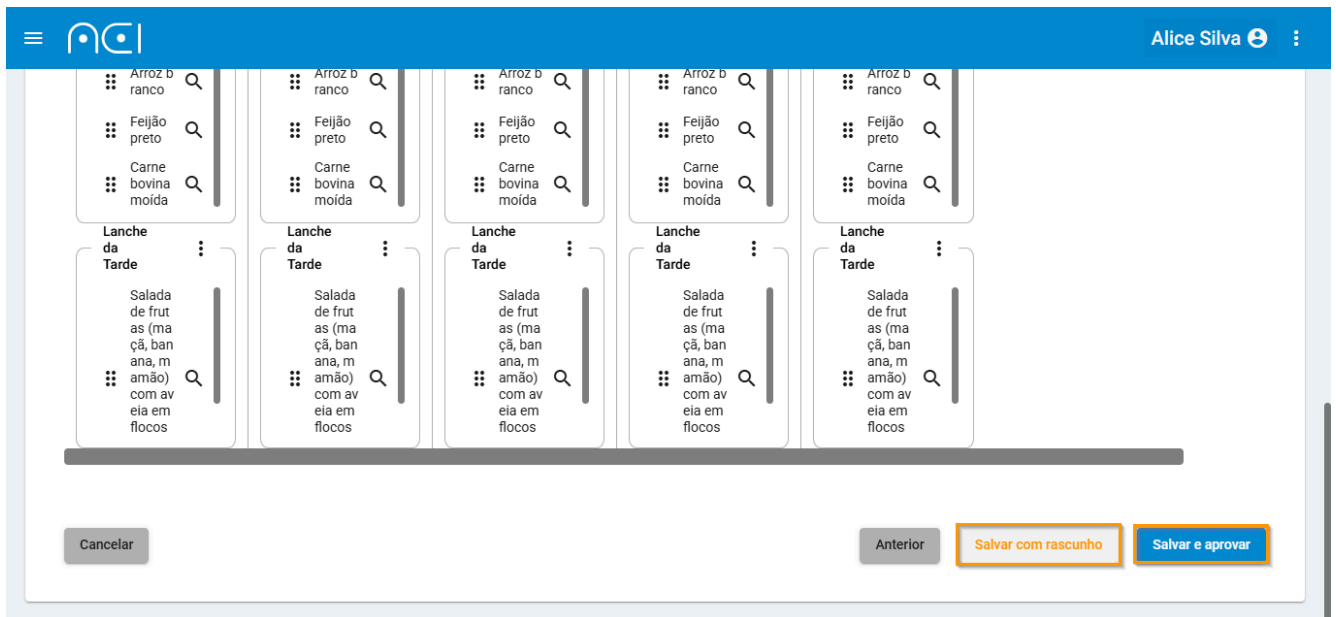 ACI
Alice Silva
Arroz b
ranco
Feijão
preto
Carne
bovina
moída
Arroz b
ranco
Feijão
preto
Carne
bovina
moída
Arroz b
ranco
Feijão
preto
Carne
bovina
moída
Arroz b
ranco
Feijão
preto
Carne
bovina
moída
Arroz b
ranco
Feijão
preto
Carne
bovina
moída
Lanche
da
Tarde
Salada
de frut
as (ma
çã, ban
ana, m
amão)
com av
eia em
flocos
Lanche
da
Tarde
Salada
de frut
as (ma
çã, ban
ana, m
amão)
com av
eia em
flocos
Lanche
da
Tarde
Salada
de frut
as (ma
çã, ban
ana, m
amão)
com av
eia em
flocos
Lanche
da
Tarde
Salada
de frut
as (ma
çã, ban
ana, m
amão)
com av
eia em
flocos
Lanche
da
Tarde
Salada
de frut
as (ma
çã, ban
ana, m
amão)
com av
eia em
flocos
Cancelar
Anterior
Salvar com rascunho
Salvar e aprovar